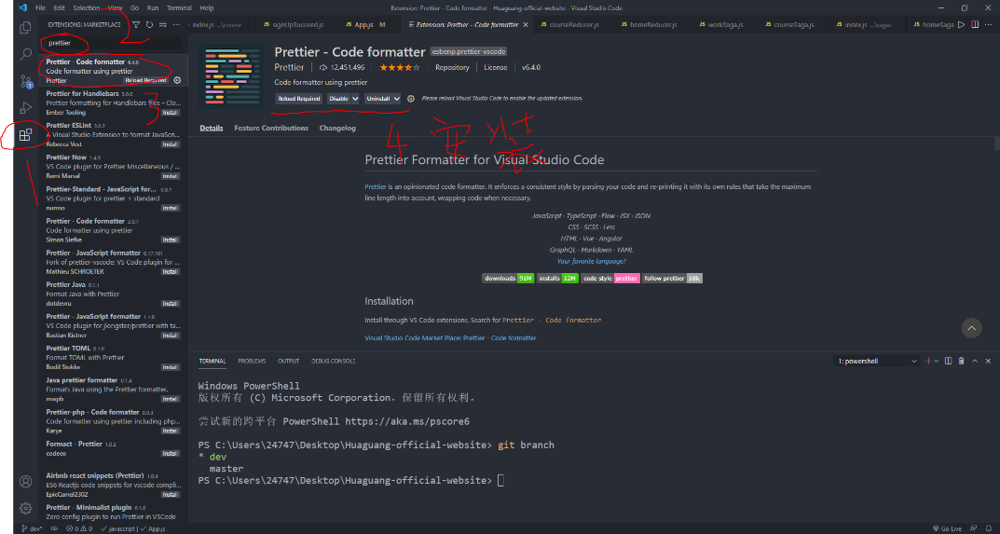 File Edit Selection View Go Run Terminal Help
Extension: Prettier - Code formatter - Huaguang-official-website - Visual Studio Code
EXTENSIONS: MARKETPLACE
index.js ...\course
signUpSucceed.js
App.js M
Extension: Prettier - Code formatter
courseReducer.js
homeReducer.js
workSaga.js
courseSaga.js
index.js ...\pages
homeSaga
prettier
2
Prettier - Code formatter 6.4.0
Code formatter using prettier
Prettier
Reload Required
3
Prettier for Handlebars 3.0.0
Prettier formatting for Handlebars files - Clo...
Ember Tooling
Install
Prettier ESLint 3.0.2
A Visual Studio Extension to format JavaScrip...
Rebecca Vest
Install
Prettier Now 1.4.9
VS Code plugin for Prettier Miscellaneous / ...
Remi Marsal
Install
Prettier-Standard - JavaScript for... 0.8.1
VS Code plugin for prettier + standard
numso
Install
Prettier - Code formatter 2.0.7
Code formatter using prettier
Simon Siefke
Install
Prettier - JavaScript formatter 0.17.101
Fork of prettier-vscode: VS Code plugin for ...
Mathieu SCHROETER
Install
Prettier Java 0.1.1
Format Java with Prettier
dotdevru
Install
Prettier - JavaScript formatter 1.1.0
VS Code plugin for jlongster/prettier with ta...
Bastian Kistner
Install
Prettier TOML 0.1.0
Format TOML with Prettier
Bodil Stokke
Install
Java prettier formatter 0.1.4
Formats Java using the Prettier formatter.
mwpb
Install
Prettier-php - Code formatter 0.0.3
Code formatter using prettier including php...
Karye
Install
Formact - Prettier 1.0.2
codeco
Install
Airbnb react snippets (Prettier) 1.0.4
ES6 Reactjs code snippets for vscode compli...
EpicCamel2302
Install
Prettier - Minimalist plugin 0.1.0
Zero config plugin to run Prettier in VSCode
Prettier - Code formatter esbenp.prettier-vscode
Prettier 12,451,496 Repository License v6.4.0
Code formatter using prettier
Reload Required Disable Uninstall Please reload Visual Studio Code to enable the updated extension.
4 安装
Details Feature Contributions Changelog
Prettier Formatter for Visual Studio Code
Prettier is an opinionated code formatter. It enforces a consistent style by parsing your code and re-printing it with its own rules that take the maximum
line length into account, wrapping code when necessary.
JavaScript · TypeScript · Flow · JSX · JSON
CSS · SCSS · Less
HTML · Vue · Angular
GraphQL · Markdown · YAML
Your favorite language?
downloads 91M installs 12M code style prettier follow prettier 18k
Installation
Install through VS Code extensions. Search for Prettier - Code formatter
Visual Studio Code Market Place: Prettier - Code formatter
TERMINAL PROBLEMS OUTPUT DEBUG CONSOLE
1: powershell
Windows PowerShell
版权所有 (C) Microsoft Corporation。保留所有权利。
尝试新的跨平台 PowerShell https://aka.ms/pscore6
PS C:\Users\24747\Desktop\Huaguang-official-website> git branch
* dev
master
PS C:\Users\24747\Desktop\Huaguang-official-website>
dev* 0 0 javascript | App.js
Go Live